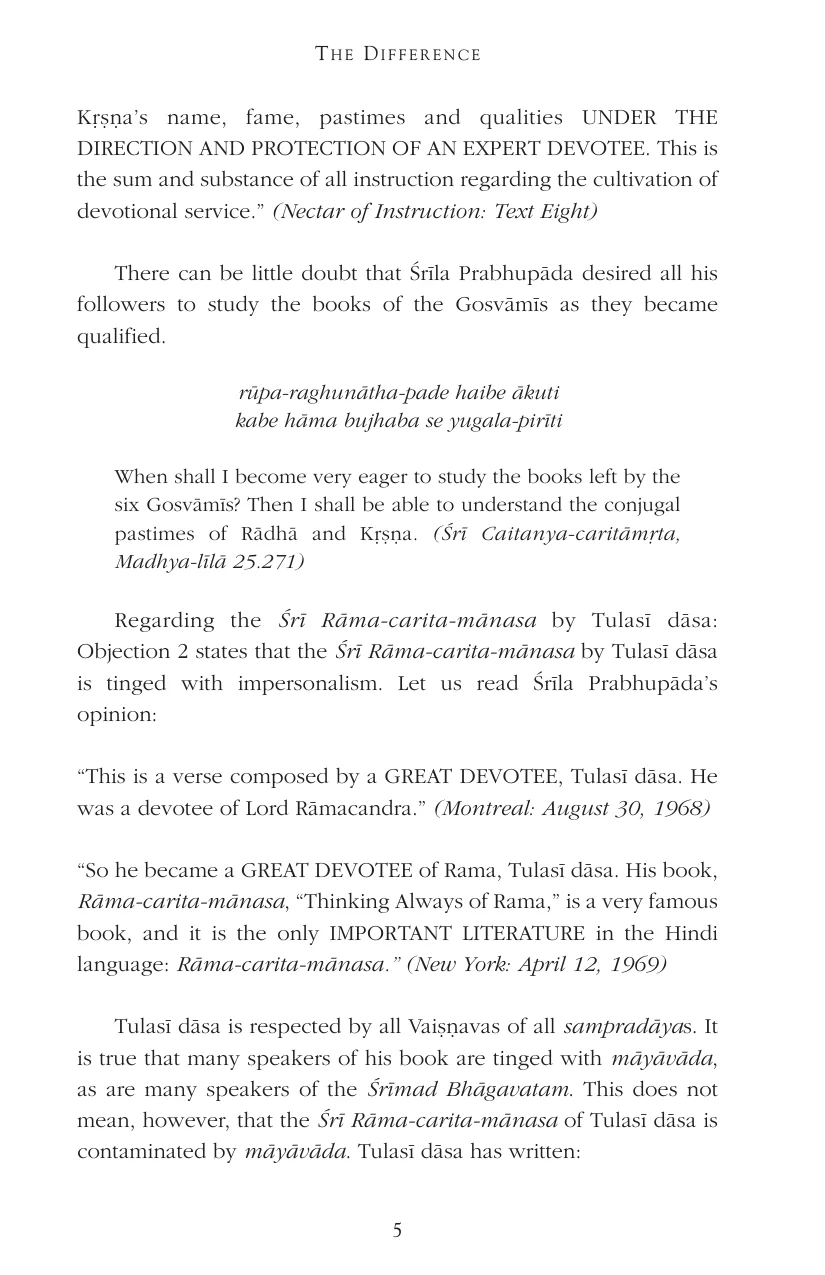 THE DIFFERENCE
Kṛṣṇa’s name, fame, pastimes and qualities UNDER THE
DIRECTION AND PROTECTION OF AN EXPERT DEVOTEE. This is
the sum and substance of all instruction regarding the cultivation of
devotional service.” (Nectar of Instruction: Text Eight)
There can be little doubt that Śrīla Prabhupāda desired all his
followers to study the books of the Gosvāmīs as they became
qualified.
rūpa-raghunātha-pade haibe ākuti
kabe hāma bujhaba se yugala-pirīti
When shall I become very eager to study the books left by the
six Gosvāmīs? Then I shall be able to understand the conjugal
pastimes of Rādhā and Kṛṣṇa. (Śrī Caitanya-caritāmṛta,
Madhya-līlā 25.271)
Regarding the Śrī Rāma-carita-mānasa by Tulasī dāsa:
Objection 2 states that the Śrī Rāma-carita-mānasa by Tulasī dāsa
is tinged with impersonalism. Let us read Śrīla Prabhupāda’s
opinion:
“This is a verse composed by a GREAT DEVOTEE, Tulasī dāsa. He
was a devotee of Lord Rāmacandra.” (Montreal: August 30, 1968)
“So he became a GREAT DEVOTEE of Rama, Tulasī dāsa. His book,
Rāma-carita-mānasa, “Thinking Always of Rama,” is a very famous
book, and it is the only IMPORTANT LITERATURE in the Hindi
language: Rāma-carita-mānasa.” (New York: April 12, 1969)
Tulasī dāsa is respected by all Vaiṣṇavas of all sampradāyas. It
is true that many speakers of his book are tinged with māyāvāda,
as are many speakers of the Śrīmad Bhāgavatam. This does not
mean, however, that the Śrī Rāma-carita-mānasa of Tulasī dāsa is
contaminated by māyāvāda. Tulasī dāsa has written:
5